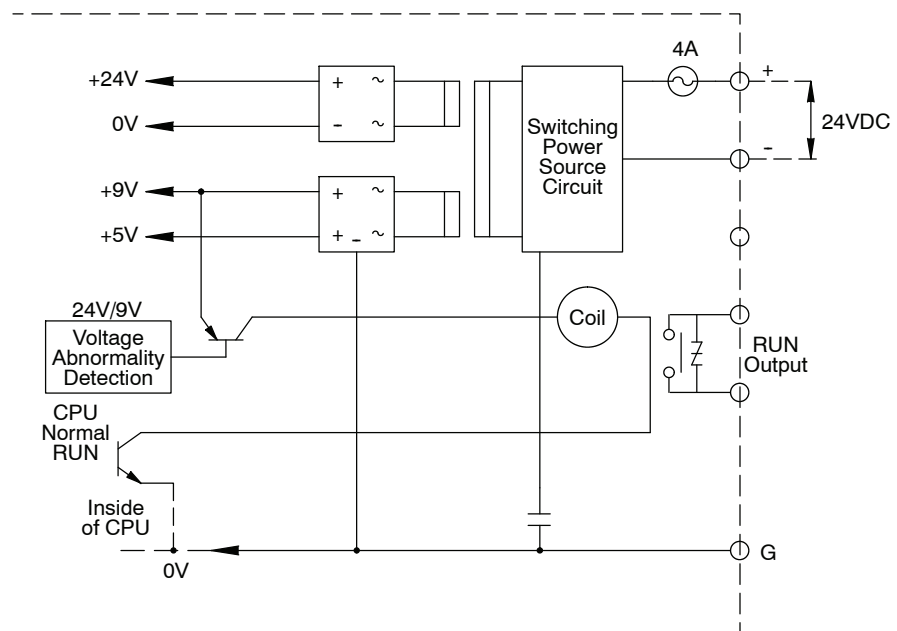 4A
+
+24V
+ ~
0V
- ~
Switching
Power
Source
Circuit
24VDC
-
+9V
+ ~
+5V
+ - ~
24V/9V
Voltage
Abnormality
Detection
Coil
RUN
Output
CPU
Normal
RUN
Inside
of CPU
0V
G